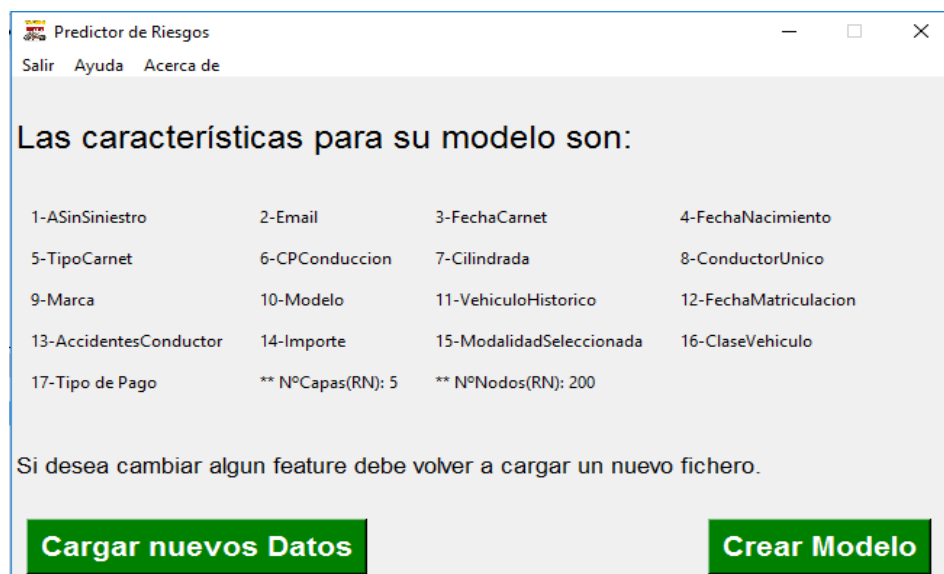 Predictor de Riesgos
Salir Ayuda Acerca de
Las características para su modelo son:
1-ASinSiniestro 2-Email 3-FechaCarnet 4-FechaNacimiento
5-TipoCarnet 6-CPConduccion 7-Cilindrada 8-ConductorUnico
9-Marca 10-Modelo 11-VehiculoHistorico 12-FechaMatriculacion
13-AccidentesConductor 14-Importe 15-ModalidadSeleccionada 16-ClaseVehiculo
17-Tipo de Pago ** NºCapas(RN): 5 ** NºNodos(RN): 200
Si desea cambiar algun feature debe volver a cargar un nuevo fichero.
Cargar nuevos Datos Crear Modelo